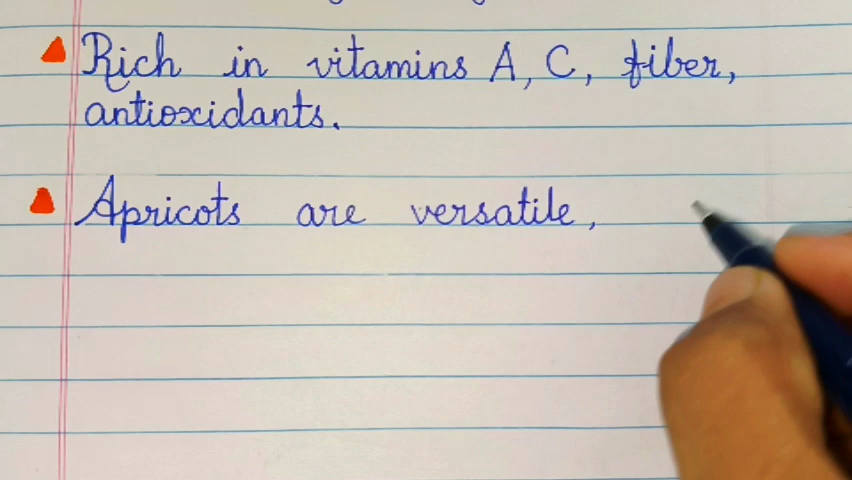 Rich in vitamins A, C, fiber,
antioxidants.
Apricots are versatile,